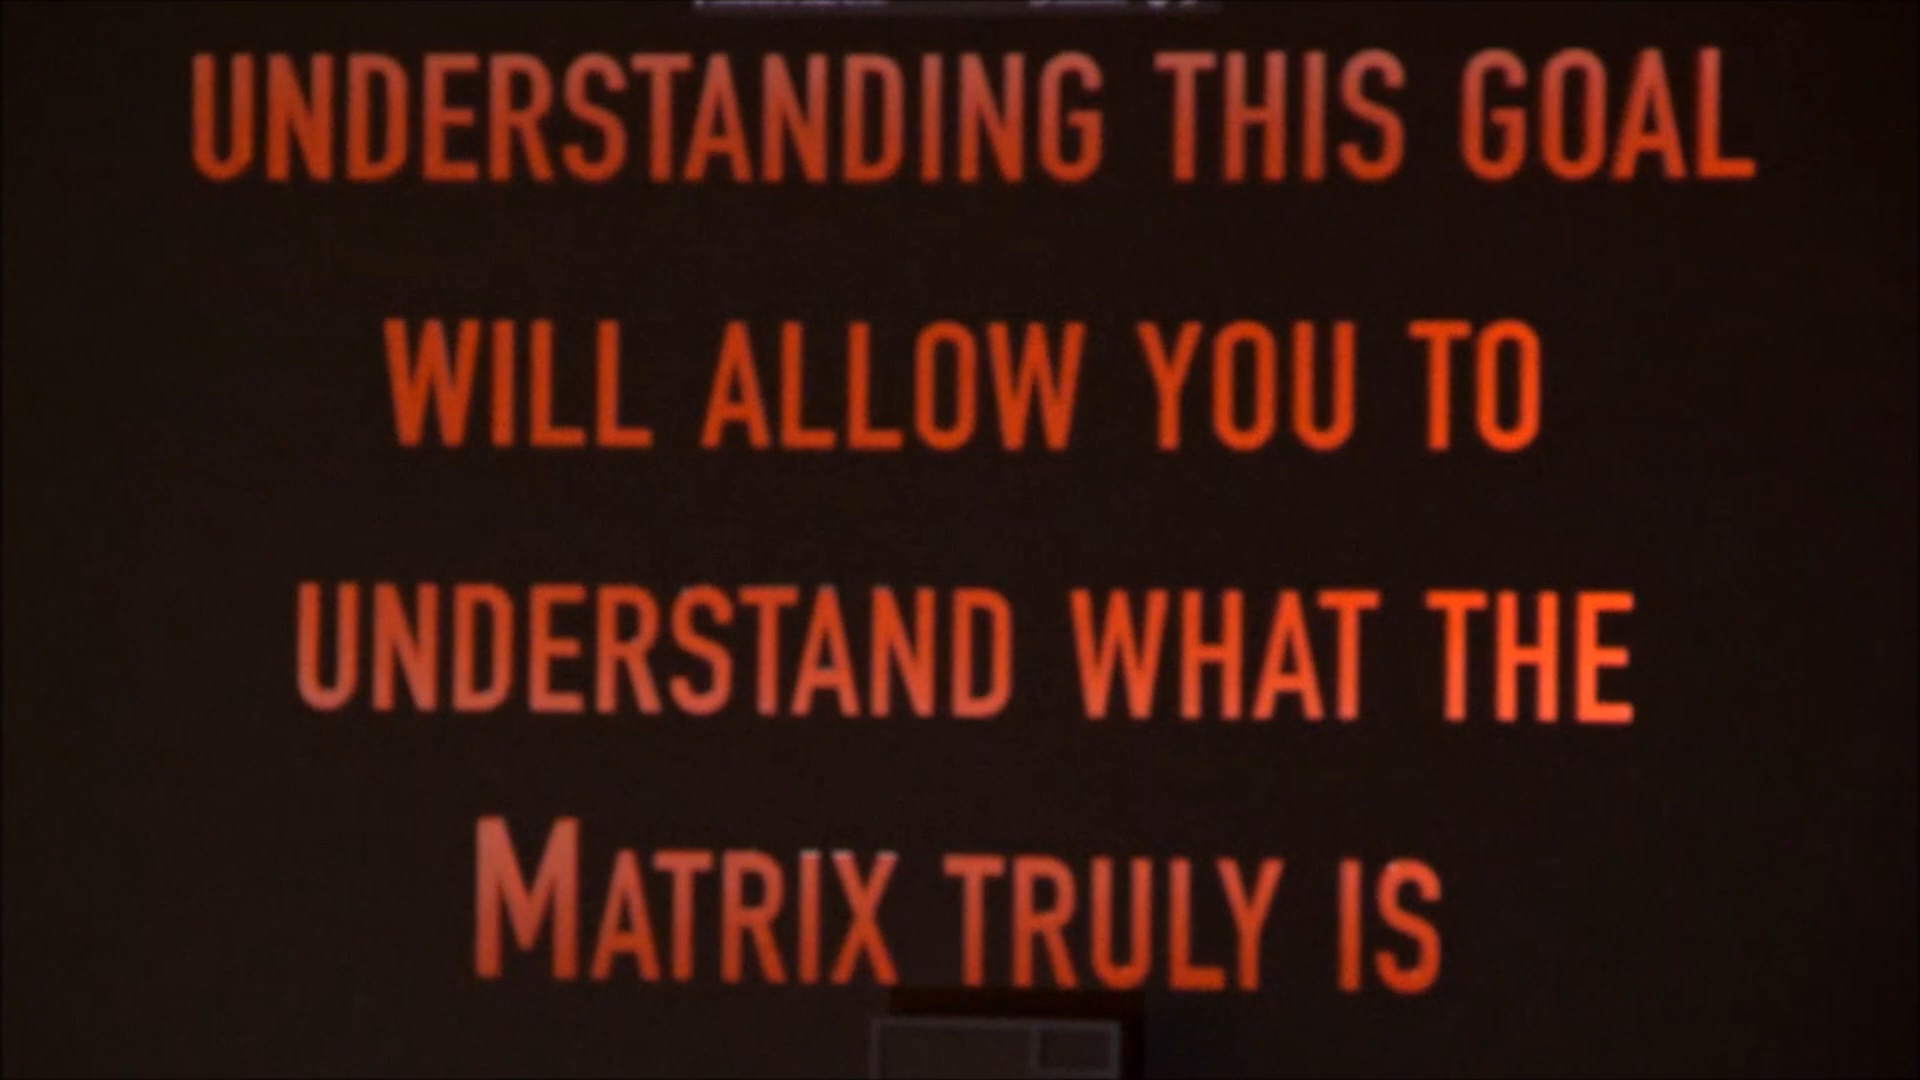 UNDERSTANDING THIS GOAL
WILL ALLOW YOU TO
UNDERSTAND WHAT THE
MATRIX TRULY IS